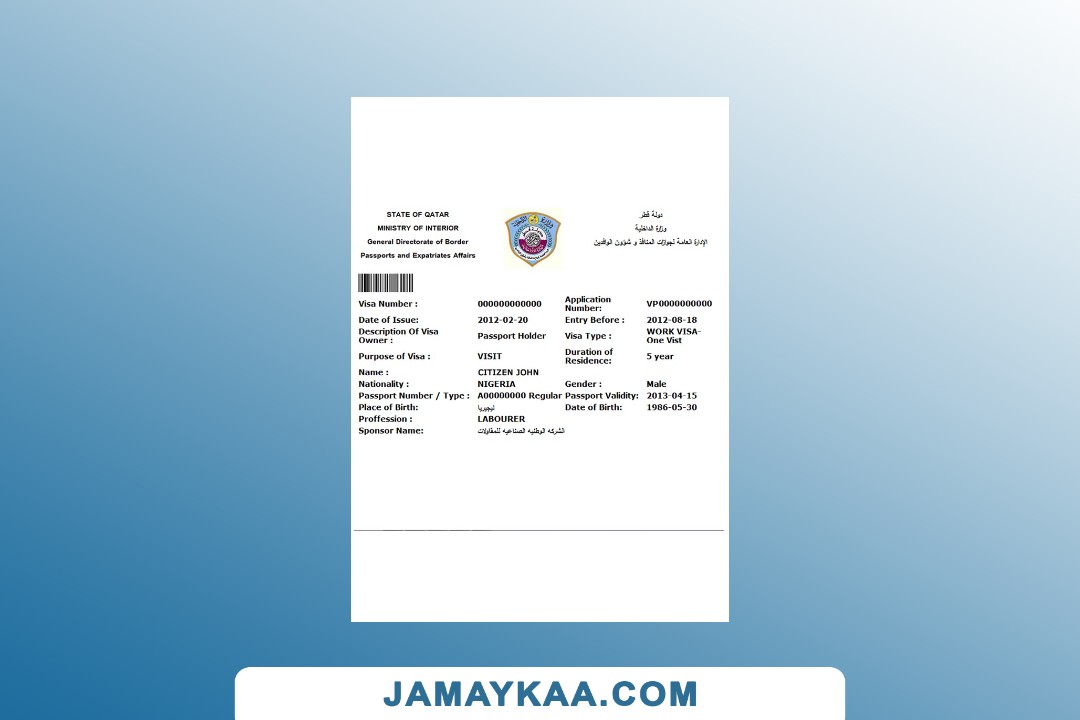 STATE OF QATAR
MINISTRY OF INTERIOR
General Directorate of Border
Passports and Expatriates Affairs
دولة قطر
وزارة الداخلية
الإدارة العامة لجوازات المنافذ و شؤون الوافدين
Visa Number : 000000000000 Application Number: VP0000000000
Date of Issue: 2012-02-20 Entry Before : 2012-08-18
Description Of Visa Owner : Passport Holder Visa Type : WORK VISA- One Vist
Purpose of Visa : VISIT Duration of Residence: 5 year
Name : CITIZEN JOHN
Nationality : NIGERIA Gender : Male
Passport Number / Type : A00000000 Regular Passport Validity: 2013-04-15
Place of Birth: نيجيريا Date of Birth: 1986-05-30
Proffession : LABOURER
Sponsor Name: الشركه الوطنيه الصناعيه للمقاولات
JAMAYKAA.COM